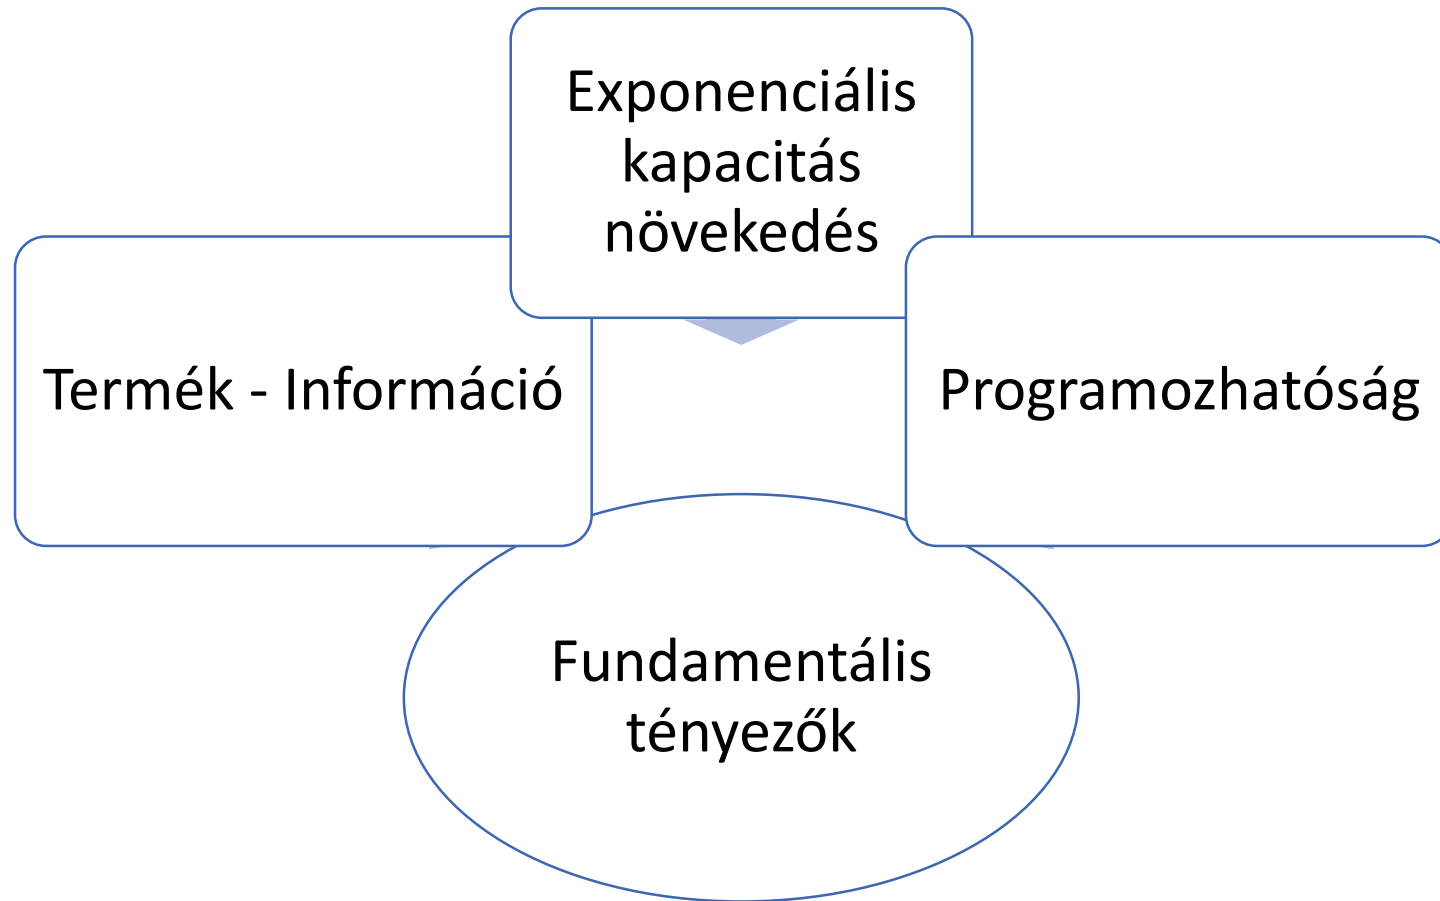 Exponenciális
kapacitás
növekedés
Termék - Információ
Programozhatóság
Fundamentális
tényezők